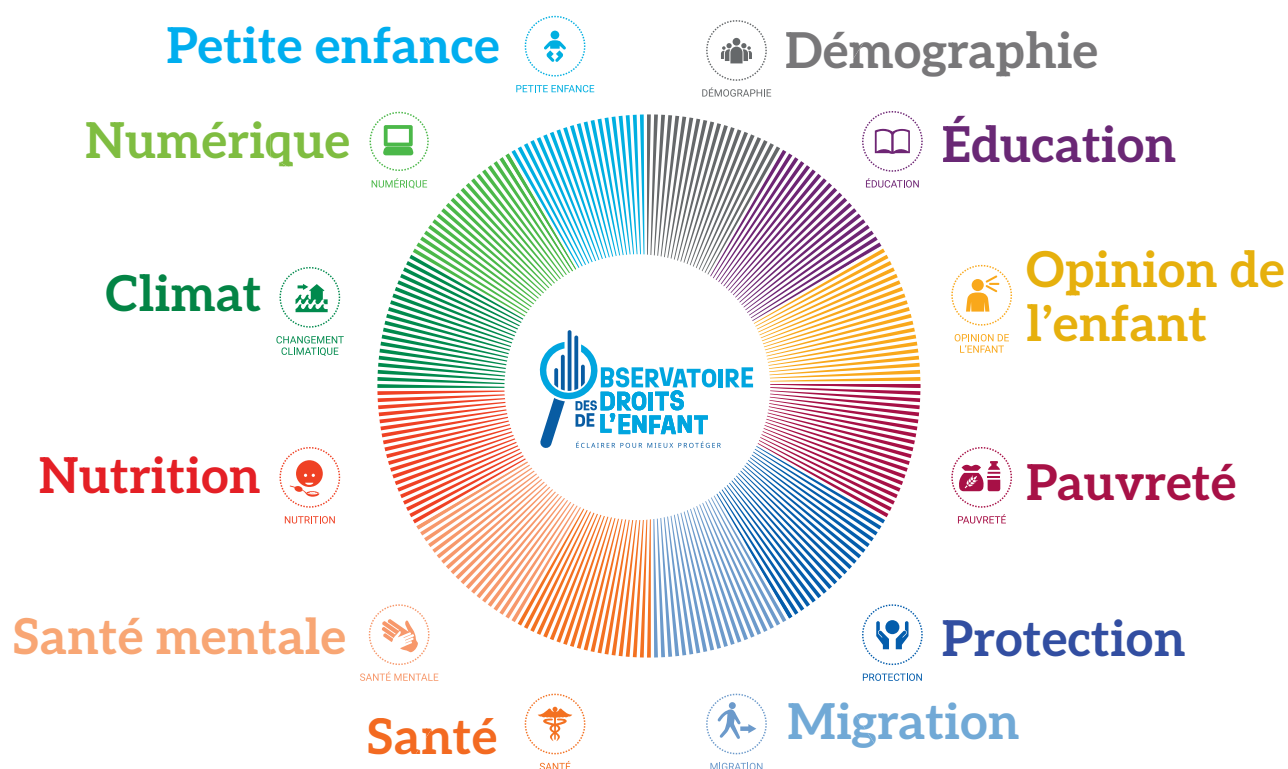 Petite enfance
PETITE ENFANCE
Démographie
DÉMOGRAPHIE
Numérique
NUMÉRIQUE
Éducation
ÉDUCATION
Climat
CHANGEMENT
CLIMATIQUE
Opinion de
l’enfant
OPINION DE
L’ENFANT
OBSERVATOIRE
DES DROITS
DE L’ENFANT
ÉCLAIRER POUR MIEUX PROTÉGER
Nutrition
NUTRITION
Pauvreté
PAUVRETÉ
Santé mentale
SANTÉ MENTALE
Protection
PROTECTION
Santé
SANTÉ
Migration
MIGRATION